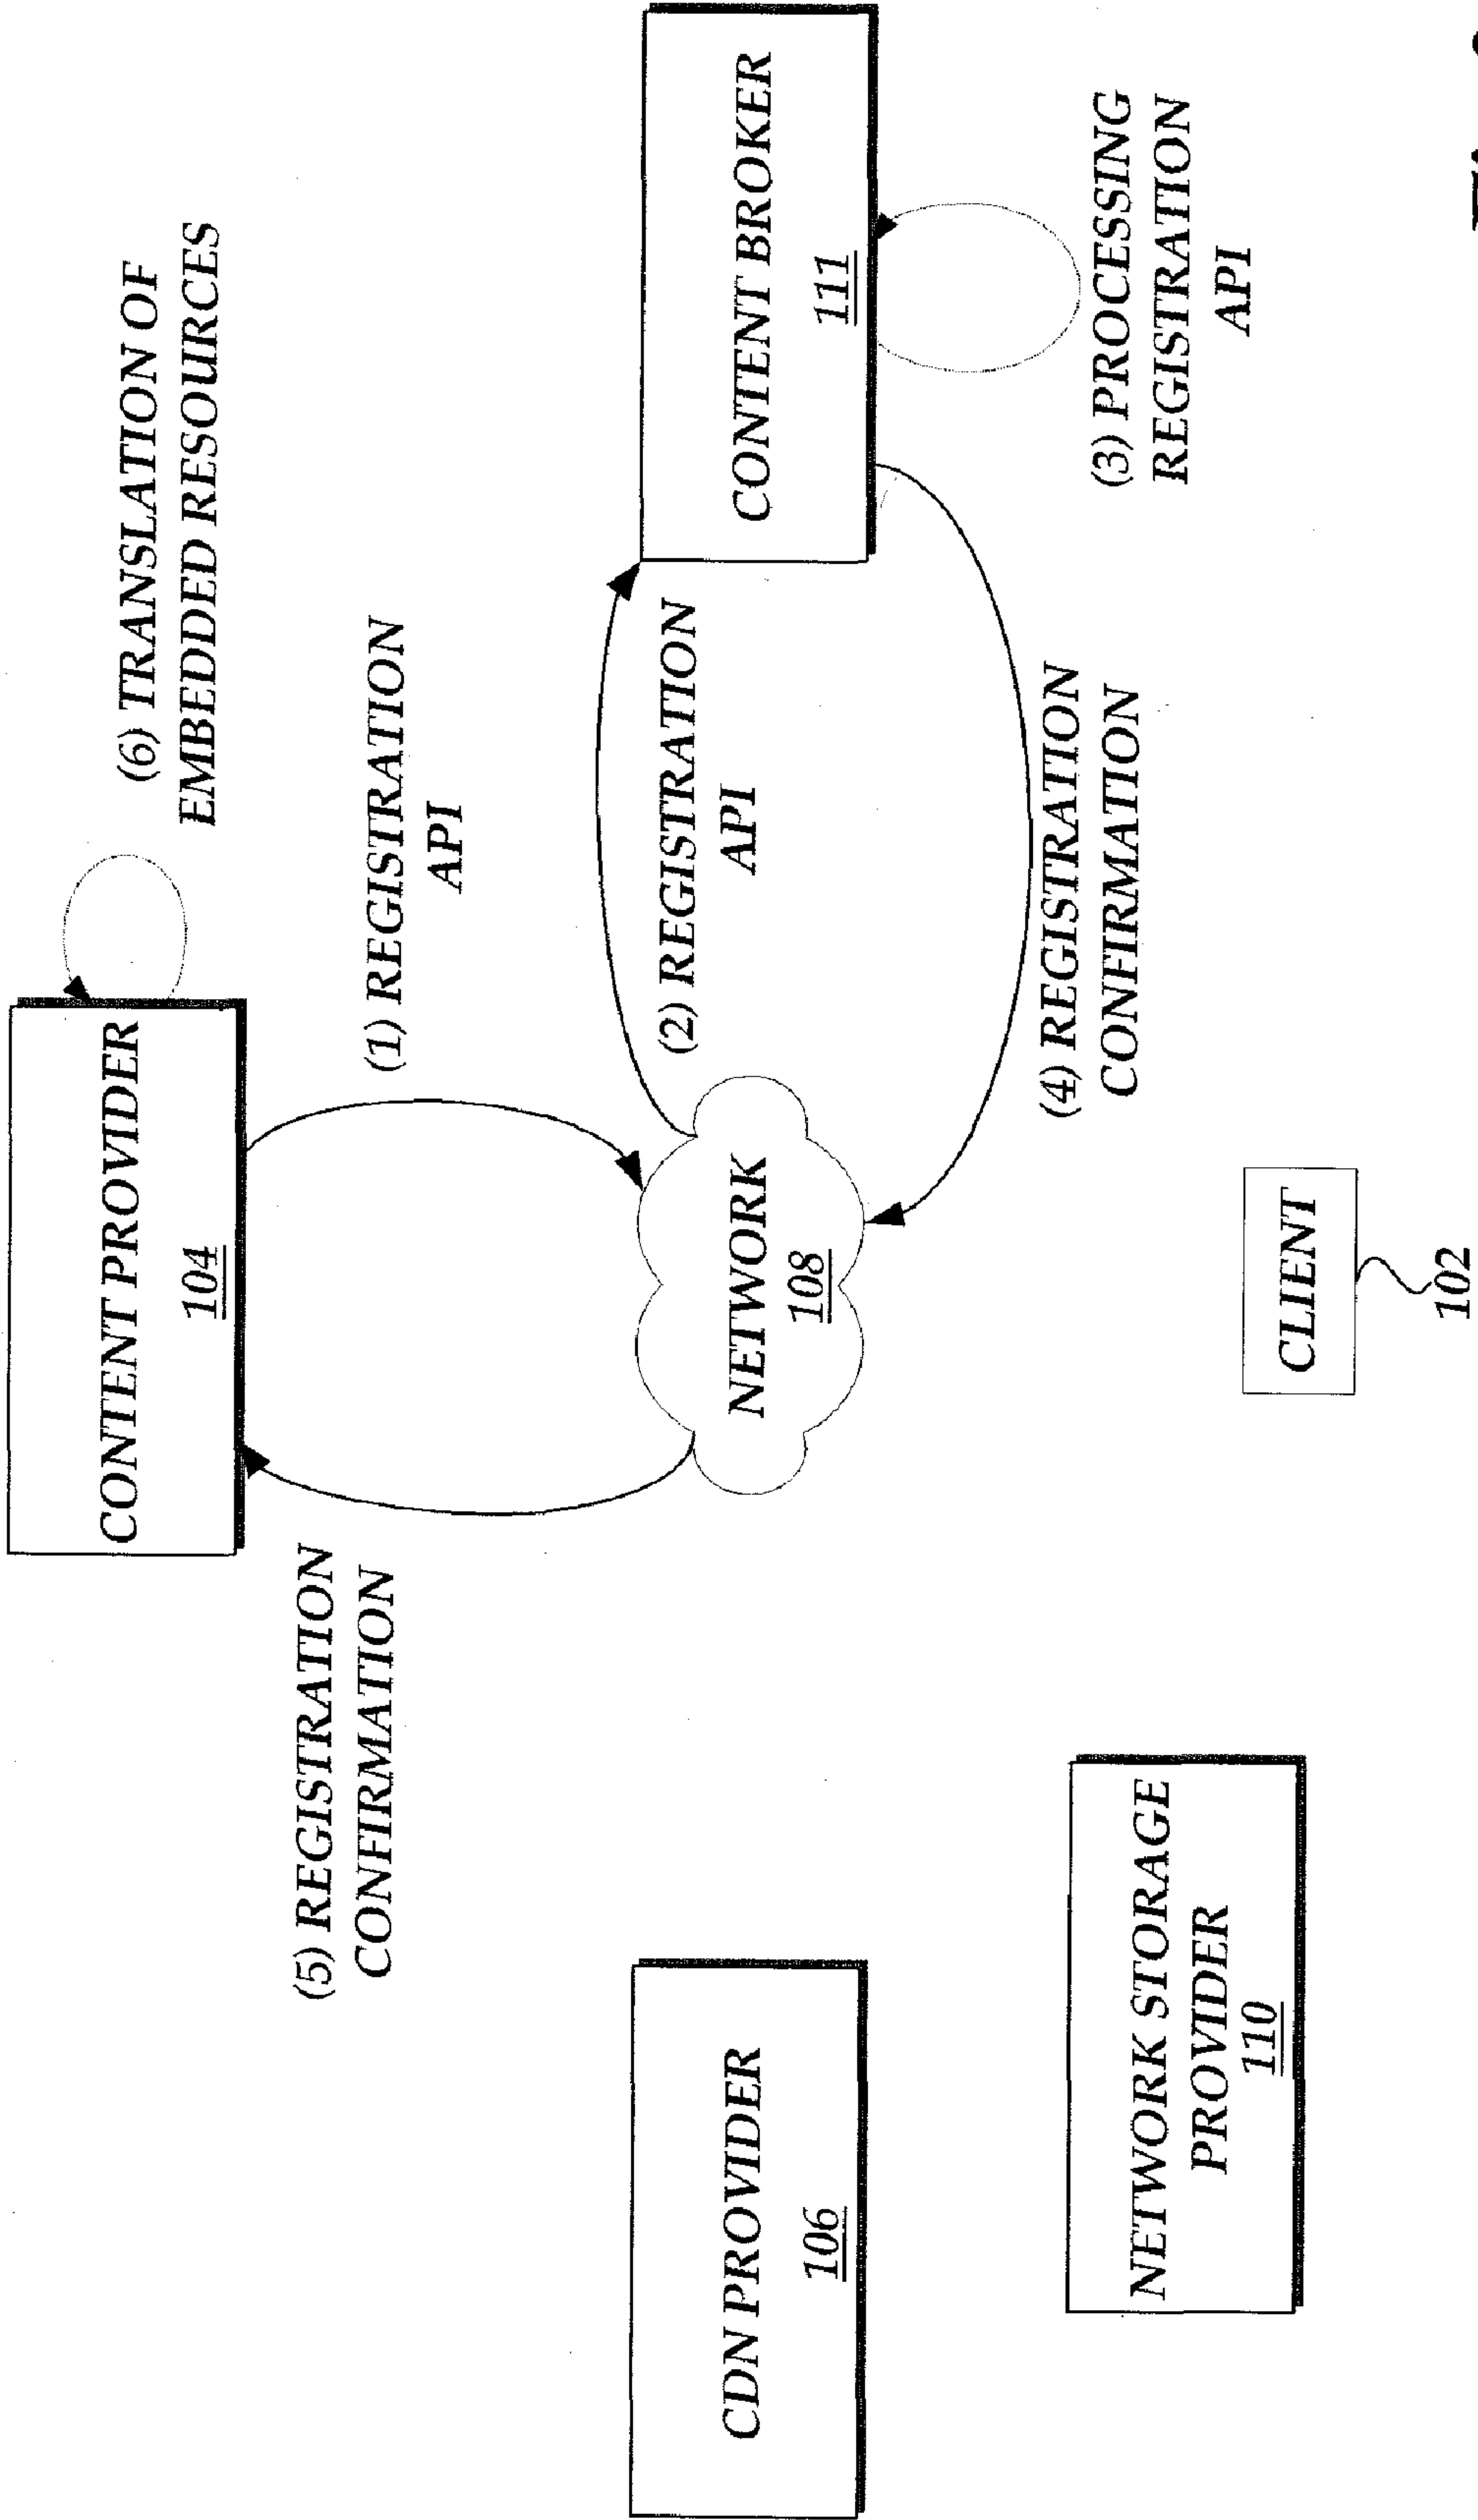 CONTENT PROVIDER
104
(6) TRANSLATION OF
EMBEDDED RESOURCES
(5) REGISTRATION
CONFIRMATION
(1) REGISTRATION
API
CDN PROVIDER
106
NETWORK
108
(2) REGISTRATION
API
CONTENT BROKER
111
(4) REGISTRATION
CONFIRMATION
(3) PROCESSING
REGISTRATION
API
NETWORK STORAGE
PROVIDER
110
CLIENT
102